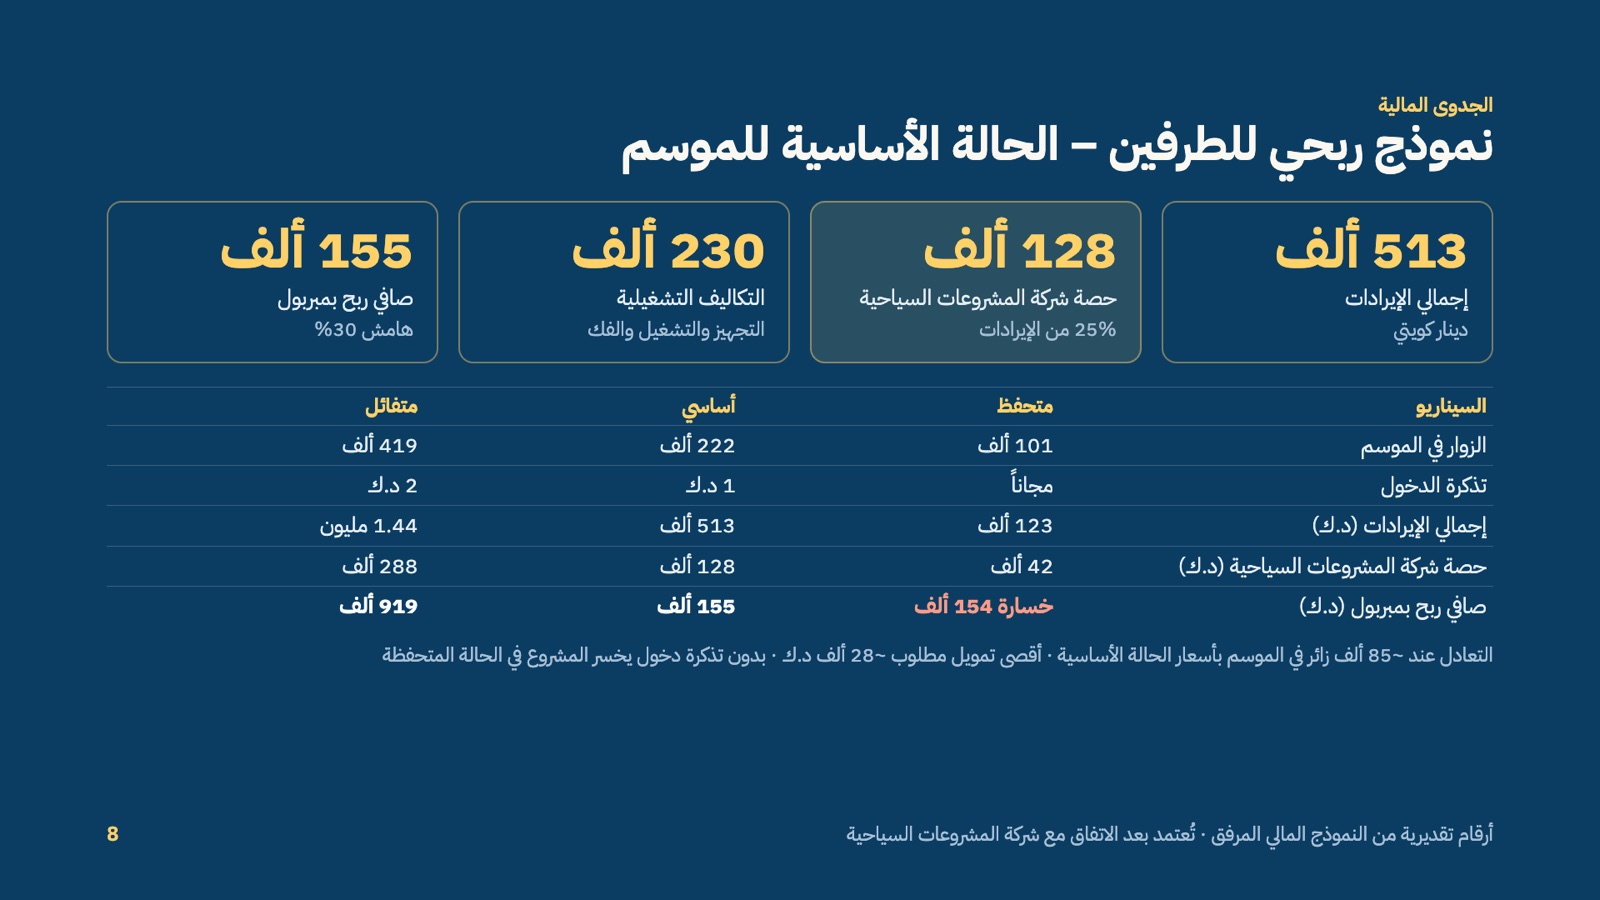 الجدوى المالية
نموذج ربحي للطرفين – الحالة الأساسية للموسم
513 ألف
إجمالي الإيرادات
دينار كويتي
128 ألف
حصة شركة المشروعات السياحية
25% من الإيرادات
230 ألف
التكاليف التشغيلية
التجهيز والتشغيل والفك
155 ألف
صافي ربح بمبربول
هامش 30%
السيناريو متحفظ أساسي متفائل
الزوار في الموسم 101 ألف 222 ألف 419 ألف
تذكرة الدخول مجاناً 1 د.ك 2 د.ك
إجمالي الإيرادات (د.ك) 123 ألف 513 ألف 1.44 مليون
حصة شركة المشروعات السياحية (د.ك) 42 ألف 128 ألف 288 ألف
صافي ربح بمبربول (د.ك) خسارة 154 ألف 155 ألف 919 ألف
التعادل عند ~85 ألف زائر في الموسم بأسعار الحالة الأساسية · أقصى تمويل مطلوب ~28 ألف د.ك · بدون تذكرة دخول يخسر المشروع في الحالة المتحفظة
أرقام تقديرية من النموذج المالي المرفق · تُعتمد بعد الاتفاق مع شركة المشروعات السياحية
8